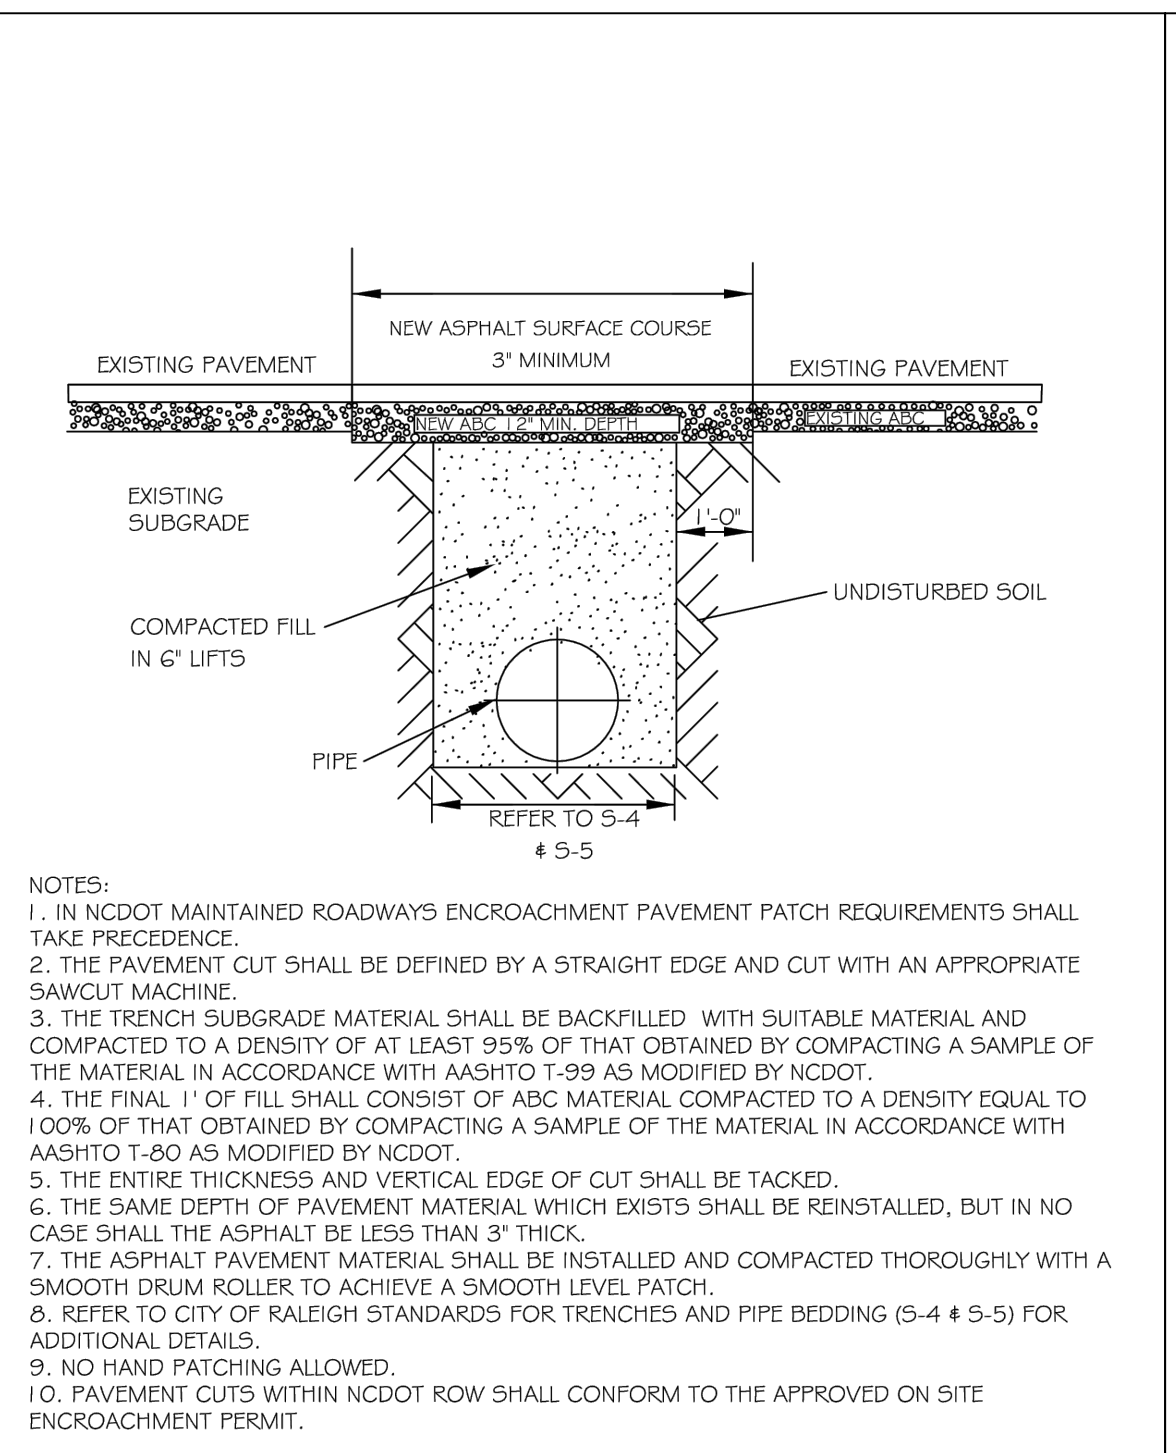 NEW ASPHALT SURFACE COURSE
3" MINIMUM
EXISTING PAVEMENT
EXISTING PAVEMENT
NEW ABC 12" MIN. DEPTH
EXISTING ABC
EXISTING
SUBGRADE
1'-0"
UNDISTURBED SOIL
COMPACTED FILL
IN 6" LIFTS
PIPE
REFER TO S-4
& S-5
NOTES:
1. IN NCDOT MAINTAINED ROADWAYS ENCROACHMENT PAVEMENT PATCH REQUIREMENTS SHALL
TAKE PRECEDENCE.
2. THE PAVEMENT CUT SHALL BE DEFINED BY A STRAIGHT EDGE AND CUT WITH AN APPROPRIATE
SAWCUT MACHINE.
3. THE TRENCH SUBGRADE MATERIAL SHALL BE BACKFILLED WITH SUITABLE MATERIAL AND
COMPACTED TO A DENSITY OF AT LEAST 95% OF THAT OBTAINED BY COMPACTING A SAMPLE OF
THE MATERIAL IN ACCORDANCE WITH AASHTO T-99 AS MODIFIED BY NCDOT.
4. THE FINAL 1' OF FILL SHALL CONSIST OF ABC MATERIAL COMPACTED TO A DENSITY EQUAL TO
100% OF THAT OBTAINED BY COMPACTING A SAMPLE OF THE MATERIAL IN ACCORDANCE WITH
AASHTO T-80 AS MODIFIED BY NCDOT.
5. THE ENTIRE THICKNESS AND VERTICAL EDGE OF CUT SHALL BE TACKED.
6. THE SAME DEPTH OF PAVEMENT MATERIAL WHICH EXISTS SHALL BE REINSTALLED, BUT IN NO
CASE SHALL THE ASPHALT BE LESS THAN 3" THICK.
7. THE ASPHALT PAVEMENT MATERIAL SHALL BE INSTALLED AND COMPACTED THOROUGHLY WITH A
SMOOTH DRUM ROLLER TO ACHIEVE A SMOOTH LEVEL PATCH.
8. REFER TO CITY OF RALEIGH STANDARDS FOR TRENCHES AND PIPE BEDDING (S-4 & S-5) FOR
ADDITIONAL DETAILS.
9. NO HAND PATCHING ALLOWED.
10. PAVEMENT CUTS WITHIN NCDOT ROW SHALL CONFORM TO THE APPROVED ON SITE
ENCROACHMENT PERMIT.